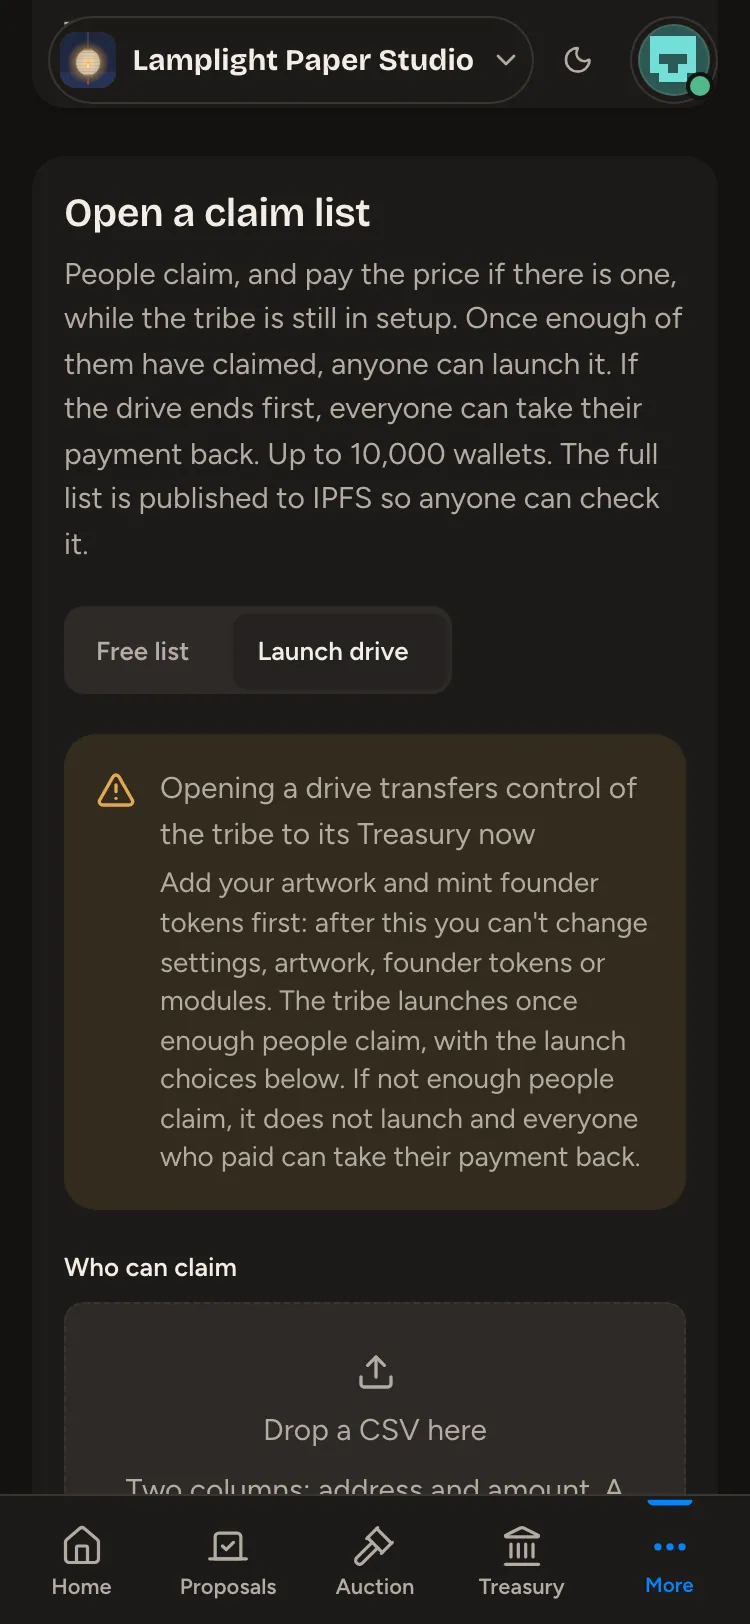 Lamplight Paper Studio
Open a claim list
People claim, and pay the price if there is one,
while the tribe is still in setup. Once enough of
them have claimed, anyone can launch it. If
the drive ends first, everyone can take their
payment back. Up to 10,000 wallets. The full
list is published to IPFS so anyone can check
it.
Free list
Launch drive
Opening a drive transfers control of
the tribe to its Treasury now
Add your artwork and mint founder
tokens first: after this you can't change
settings, artwork, founder tokens or
modules. The tribe launches once
enough people claim, with the launch
choices below. If not enough people
claim, it does not launch and everyone
who paid can take their payment back.
Who can claim
Drop a CSV here
Two columns: address and amount. A
Home
Proposals
Auction
Treasury
More